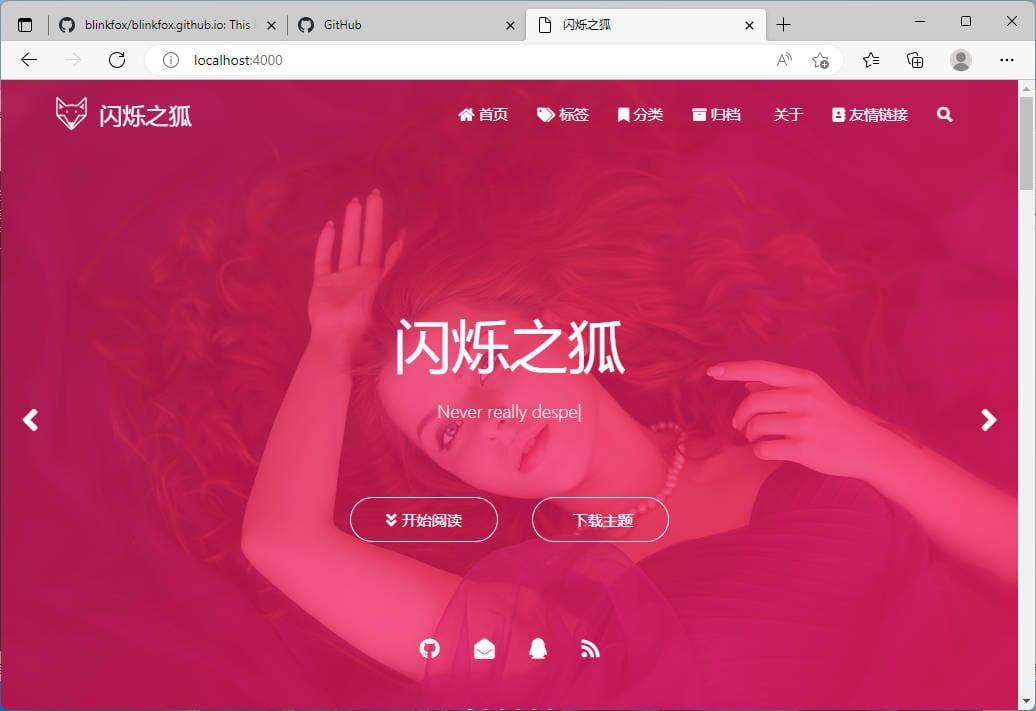 blinkfox/blinkfox.github.io: This
GitHub
闪烁之狐
localhost:4000
闪烁之狐
首页 标签 分类 归档 关于 友情链接
闪烁之狐
Never really despe|
开始阅读 下载主题